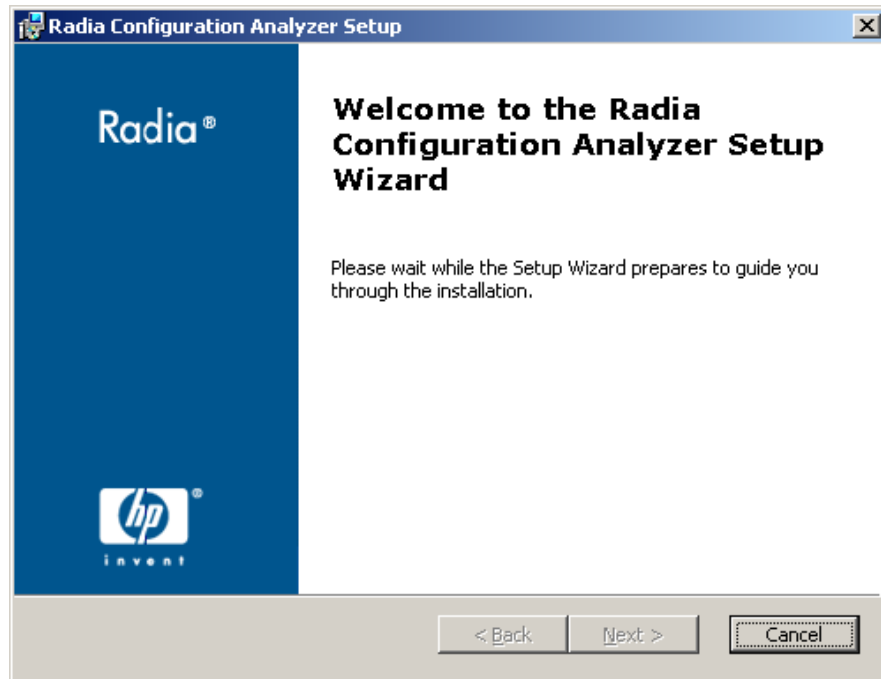 Radia Configuration Analyzer Setup
Radia®
Welcome to the Radia
Configuration Analyzer Setup
Wizard
Please wait while the Setup Wizard prepares to guide you
through the installation.
hp®
invent
< Back
Next >
Cancel